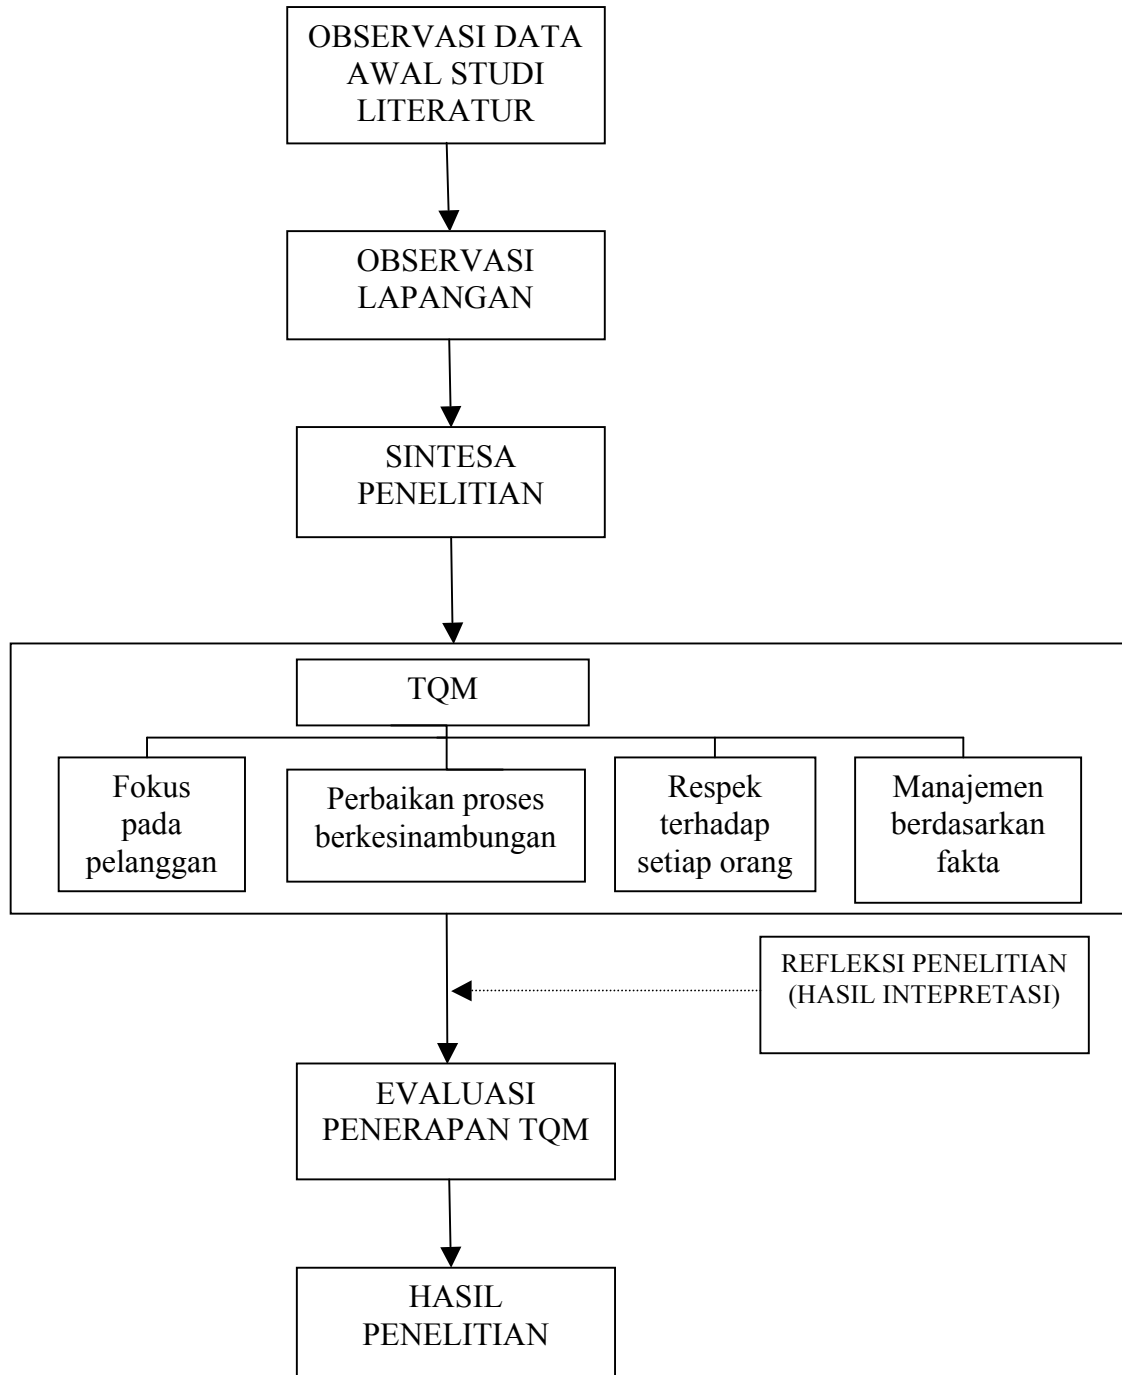 OBSERVASI DATA
AWAL STUDI
LITERATUR
OBSERVASI
LAPANGAN
SINTESA
PENELITIAN
TQM
Fokus
pada
pelanggan
Perbaikan proses
berkesinambungan
Respek
terhadap
setiap orang
Manajemen
berdasarkan
fakta
REFLEKSI PENELITIAN
(HASIL INTEPRETASI)
EVALUASI
PENERAPAN TQM
HASIL
PENELITIAN